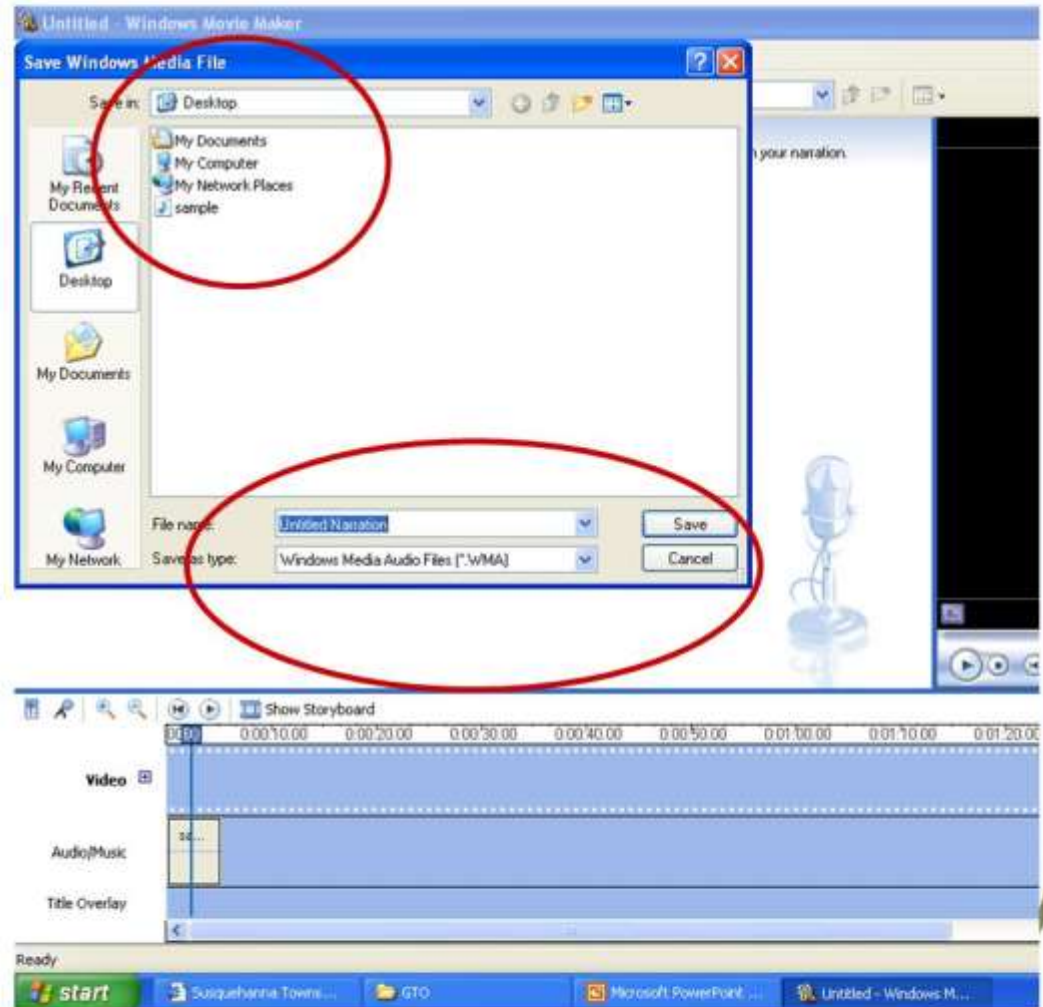 Untitled - Windows Movie Maker
Save Windows Media File
Save in: Desktop
My Documents
My Computer
My Network Places
sample
My Recent
Documents
Desktop
My Documents
My Computer
My Network
File name: Untitled Narration Save
Save as type: Windows Media Audio Files (*.WMA) Cancel
your narration.
Show Storyboard
0:00:10.00 0:00:20.00 0:00:30.00 0:00:40.00 0:00:50.00 0:01:00.00 0:01:10.00 0:01:20.00
Video
sa...
Audio/Music
Title Overlay
Ready
start Susquehanna Towns... GTO Microsoft PowerPoint ... Untitled - Windows M...